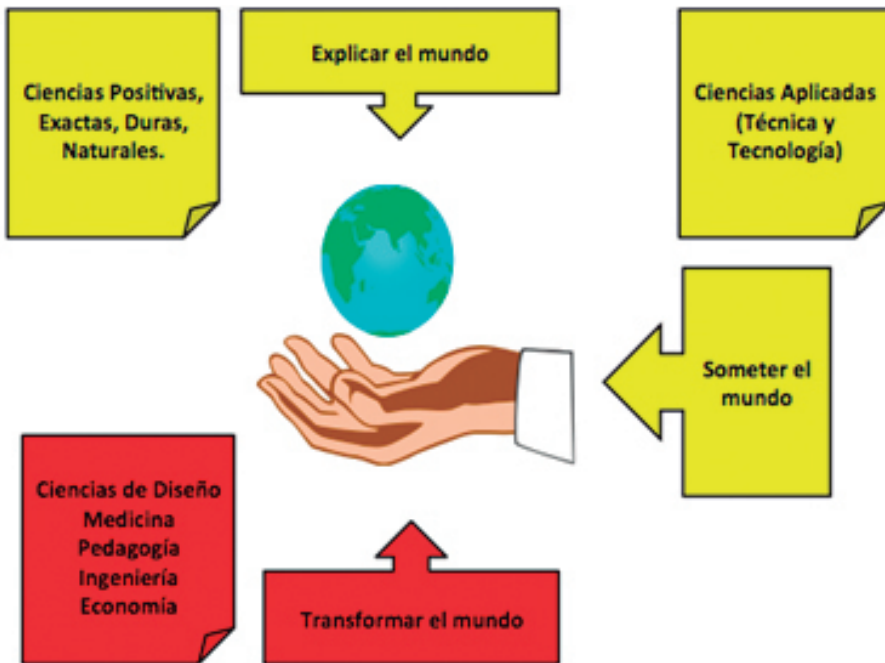 Ciencias Positivas,
Exactas, Duras,
Naturales.
Explicar el mundo
Ciencias Aplicadas
(Técnica y
Tecnología)
Someter el
mundo
Ciencias de Diseño
Medicina
Pedagogía
Ingeniería
Economía
Transformar el mundo